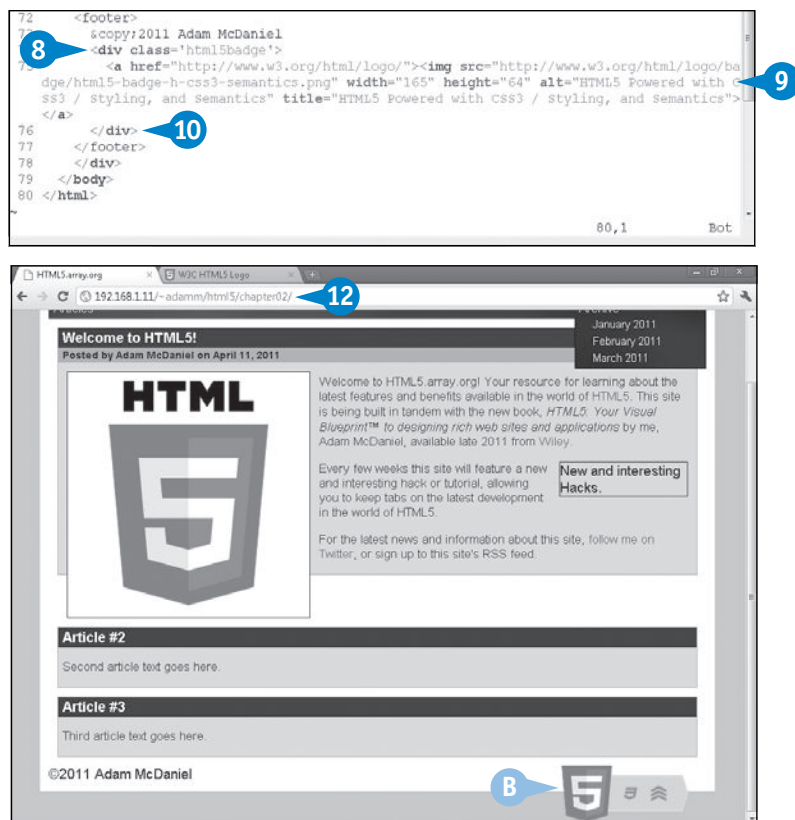 72 <footer>
&copy;2011 Adam McDaniel
8
<div class='html5badge'>
<a href="http://www.w3.org/html/logo/"><img src="http://www.w3.org/html/logo/ba
dge/html5-badge-h-css3-semantics.png" width="165" height="64" alt="HTML5 Powered with C
9
SS3 / Styling, and Semantics" title="HTML5 Powered with CSS3 / Styling, and Semantics">
</a>
76 </div>
10
77 </footer>
78 </div>
79 </body>
80 </html>
~
80,1 Bot
HTML5.array.org × W3C HTML5 Logo ×
192.168.1.11/~adamm/html5/chapter02/
12
Articles
Archive
January 2011
February 2011
March 2011
Welcome to HTML5!
Posted by Adam McDaniel on April 11, 2011
HTML
5
Welcome to HTML5.array.org! Your resource for learning about the
latest features and benefits available in the world of HTML5. This site
is being built in tandem with the new book, HTML5: Your Visual
Blueprint™ to designing rich web sites and applications by me,
Adam McDaniel, available late 2011 from Wiley.
Every few weeks this site will feature a new
and interesting hack or tutorial, allowing
you to keep tabs on the latest development
in the world of HTML5.
New and interesting
Hacks.
For the latest news and information about this site, follow me on
Twitter, or sign up to this site's RSS feed.
Article #2
Second article text goes here.
Article #3
Third article text goes here.
©2011 Adam McDaniel
B
5
3